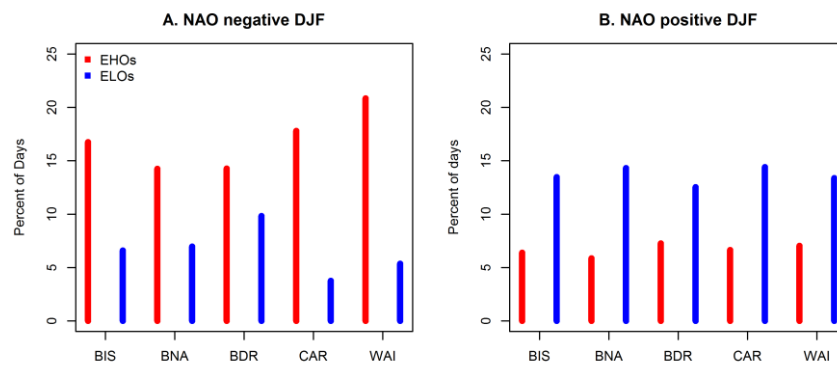 A. NAO negative DJF
EHOs
ELOs
Percent of Days
0
5
10
15
20
25
BIS
BNA
BDR
CAR
WAI
B. NAO positive DJF
Percent of days
0
5
10
15
20
25
BIS
BNA
BDR
CAR
WAI